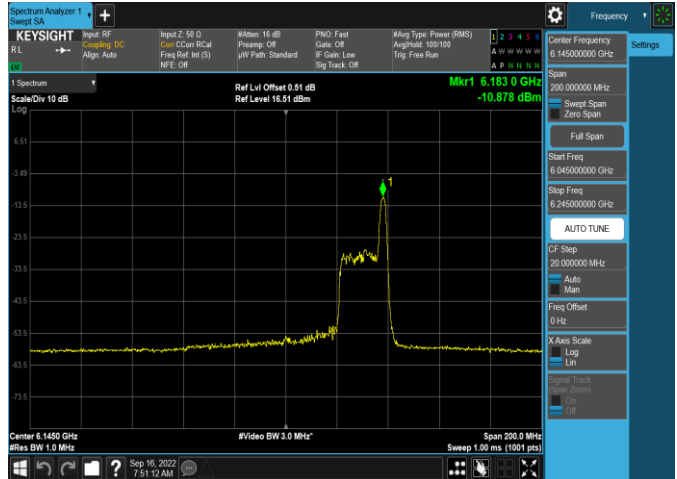 Spectrum Analyzer 1
Swept SA
Frequency
KEYSIGHT
RL
Input: RF
Coupling: DC
Align: Auto
Input Z: 50 Ω
Corr CCorr RCal
Freq Ref: Int (S)
NFE: Off
#Atten: 16 dB
Preamp: Off
µW Path: Standard
PNO: Fast
Gate: Off
IF Gain: Low
Sig Track: Off
#Avg Type: Power (RMS)
Avg|Hold: 100/100
Trig: Free Run
1 2 3 4 5 6
A W W W W W
A P N N N N
1 Spectrum
Scale/Div 10 dB
Log
Ref Lvl Offset 0.51 dB
Ref Level 16.51 dBm
Mkr1 6.183 0 GHz
-10.878 dBm
6.51
-3.49
-13.5
-23.5
-33.5
-43.5
-53.5
-63.5
-73.5
1
Center 6.1450 GHz
#Res BW 1.0 MHz
#Video BW 3.0 MHz*
Span 200.0 MHz
Sweep 1.00 ms (1001 pts)
Sep 16, 2022
7:51:12 AM
Settings
Center Frequency
6.145000000 GHz
Span
200.000000 MHz
Swept Span
Zero Span
Full Span
Start Freq
6.045000000 GHz
Stop Freq
6.245000000 GHz
AUTO TUNE
CF Step
20.000000 MHz
Auto
Man
Freq Offset
0 Hz
X Axis Scale
Log
Lin
Signal Track
(Span Zoom)
On
Off